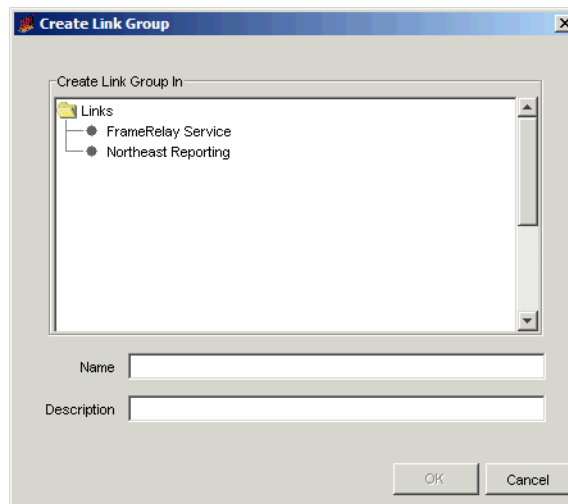 Create Link Group
Create Link Group In
Links
FrameRelay Service
Northeast Reporting
Name
Description
OK
Cancel